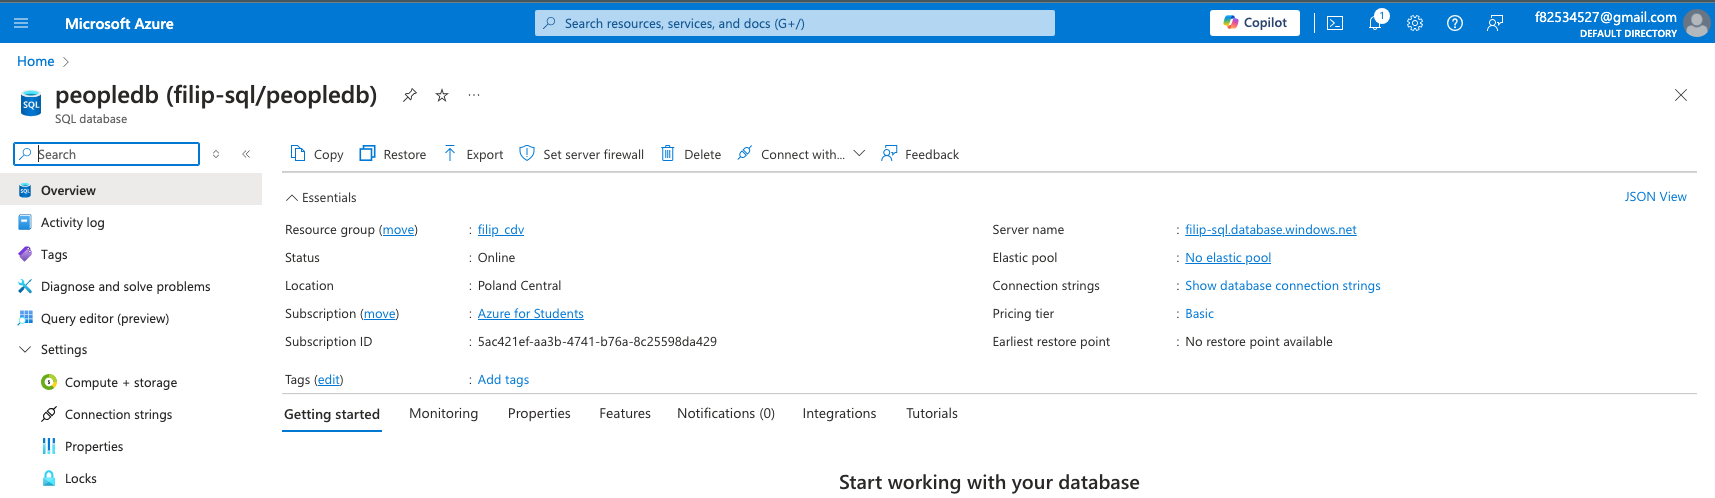 Microsoft Azure
Search resources, services, and docs (G+/)
Copilot
1
f82534527@gmail.com
DEFAULT DIRECTORY
Home
SQL
peopledb (filip-sql/peopledb)
SQL database
Search
Copy
Restore
Export
Set server firewall
Delete
Connect with...
Feedback
Overview
Activity log
Tags
Diagnose and solve problems
Query editor (preview)
Settings
Compute + storage
Connection strings
Properties
Locks
Essentials
JSON View
Resource group (move) : filip_cdv
Status : Online
Location : Poland Central
Subscription (move) : Azure for Students
Subscription ID : 5ac421ef-aa3b-4741-b76a-8c25598da429
Tags (edit) : Add tags
Server name : filip-sql.database.windows.net
Elastic pool : No elastic pool
Connection strings : Show database connection strings
Pricing tier : Basic
Earliest restore point : No restore point available
Getting started Monitoring Properties Features Notifications (0) Integrations Tutorials
Start working with your database